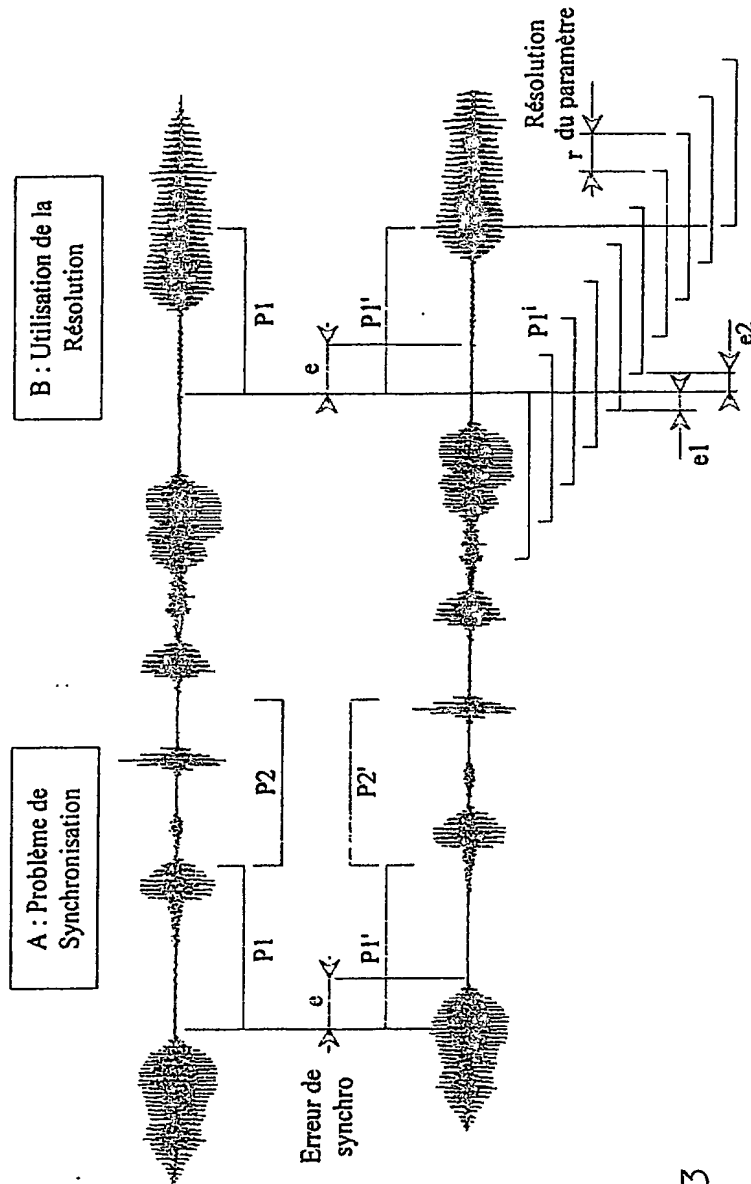 A : Problème de
Synchronisation
B : Utilisation de la
Résolution
P1
P2
P1
Erreur de
synchro
e
e
P1'
P2'
P1'
P1i
Résolution
du paramètre
r
e1
e2
3